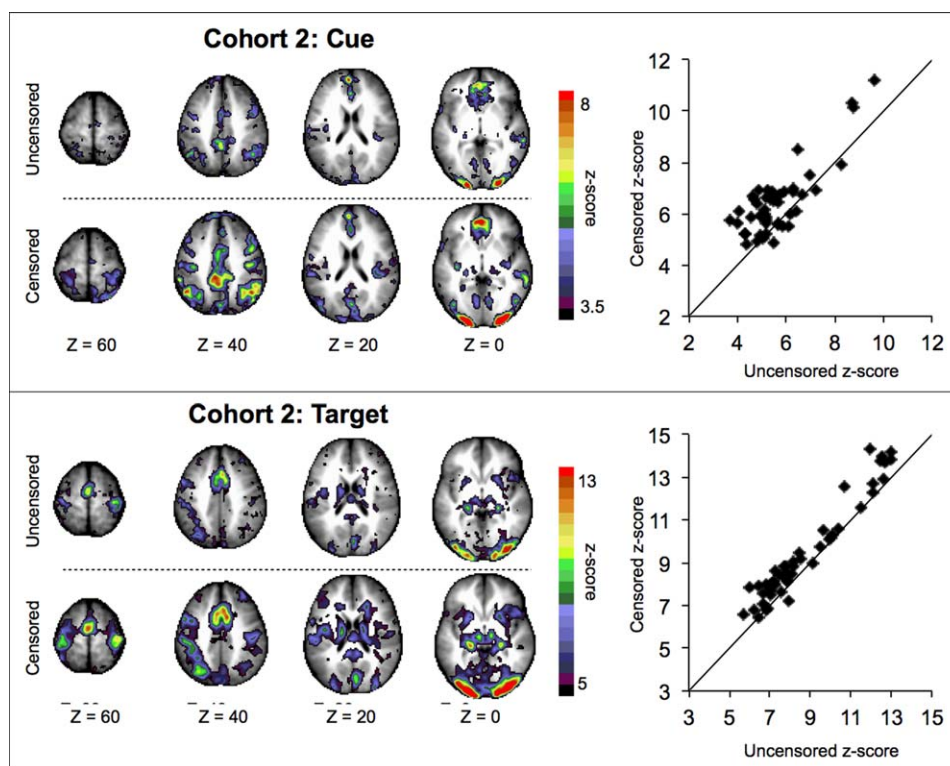 Cohort 2: Cue
Uncensored
Censored
Z = 60
Z = 40
Z = 20
Z = 0
8
z-score
3.5
12
10
8
6
4
2
Censored z-score
2 4 6 8 10 12
Uncensored z-score
Cohort 2: Target
Uncensored
Censored
Z = 60
Z = 40
Z = 20
Z = 0
13
z-score
5
15
13
11
9
7
5
3
Censored z-score
3 5 7 9 11 13 15
Uncensored z-score